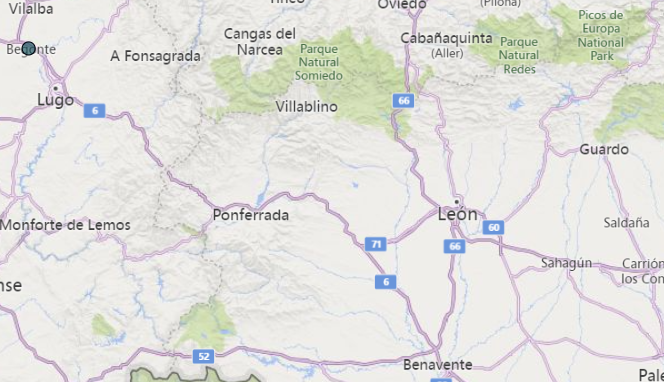 Vilalba
Oviedo
Cangas del
Narcea
Parque
Natural
Somiedo
Cabañaquinta
(Aller)
Parque
Natural
Redes
Picos de
Europa
National
Park
A Fonsagrada
Lugo
6
Villablino
66
Guardo
Ponferrada
León
60
Saldaña
Monforte de Lemos
71
66
Sahagún
Carrión
los Con
nse
6
52
Benavente
Pale